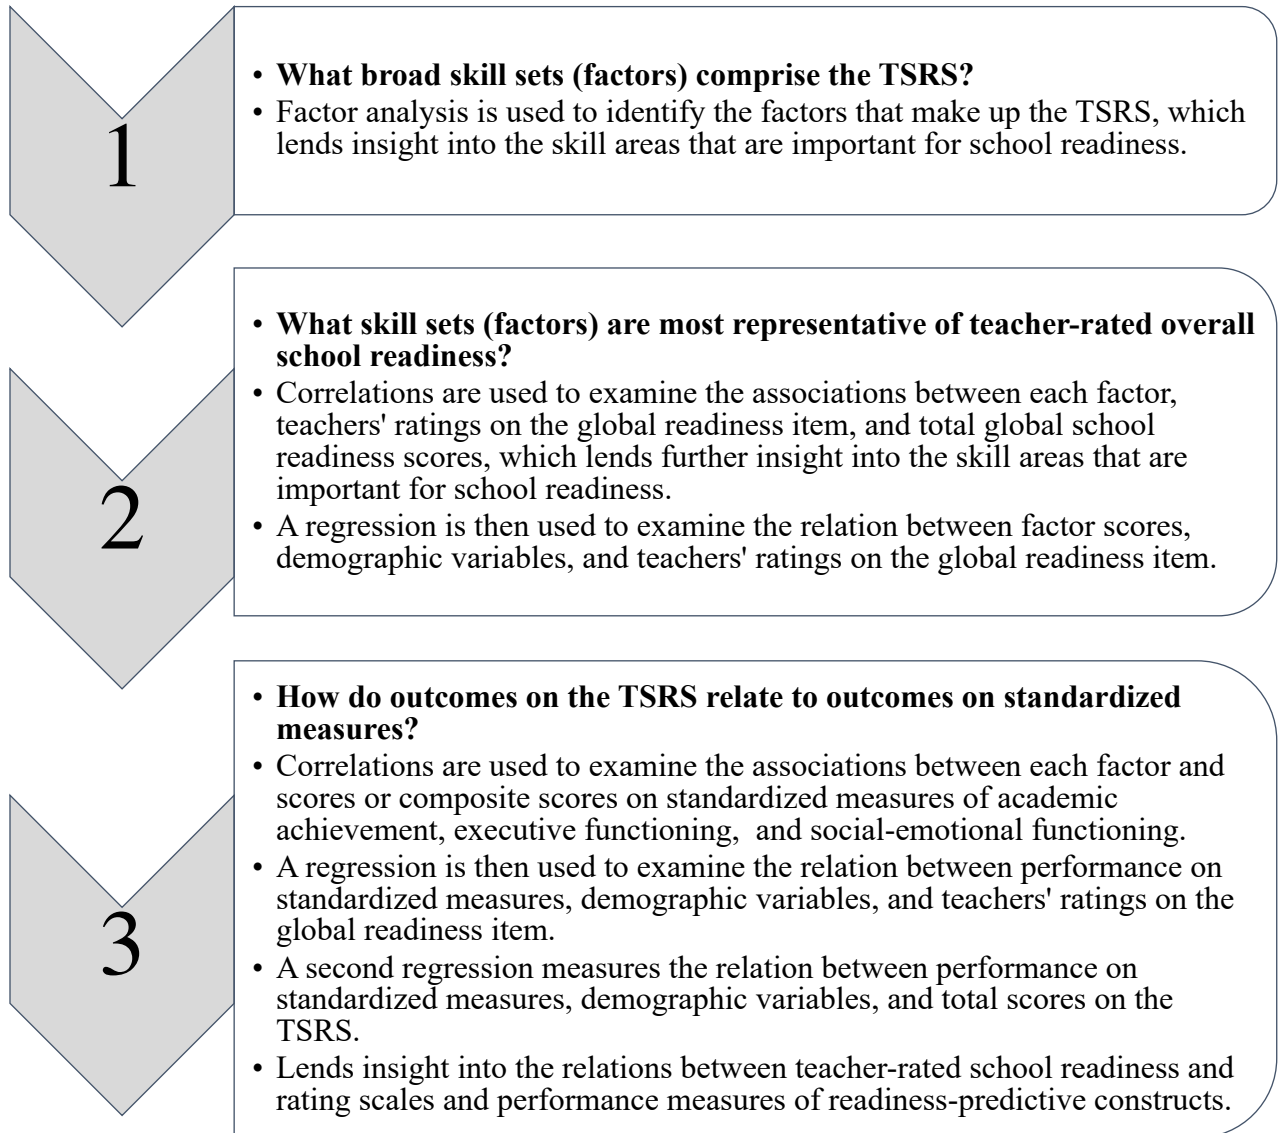 1
• What broad skill sets (factors) comprise the TSRS?
• Factor analysis is used to identify the factors that make up the TSRS, which
lends insight into the skill areas that are important for school readiness.
2
• What skill sets (factors) are most representative of teacher-rated overall
school readiness?
• Correlations are used to examine the associations between each factor,
teachers' ratings on the global readiness item, and total global school
readiness scores, which lends further insight into the skill areas that are
important for school readiness.
• A regression is then used to examine the relation between factor scores,
demographic variables, and teachers' ratings on the global readiness item.
3
• How do outcomes on the TSRS relate to outcomes on standardized
measures?
• Correlations are used to examine the associations between each factor and
scores or composite scores on standardized measures of academic
achievement, executive functioning,  and social-emotional functioning.
• A regression is then used to examine the relation between performance on
standardized measures, demographic variables, and teachers' ratings on the
global readiness item.
• A second regression measures the relation between performance on
standardized measures, demographic variables, and total scores on the
TSRS.
• Lends insight into the relations between teacher-rated school readiness and
rating scales and performance measures of readiness-predictive constructs.